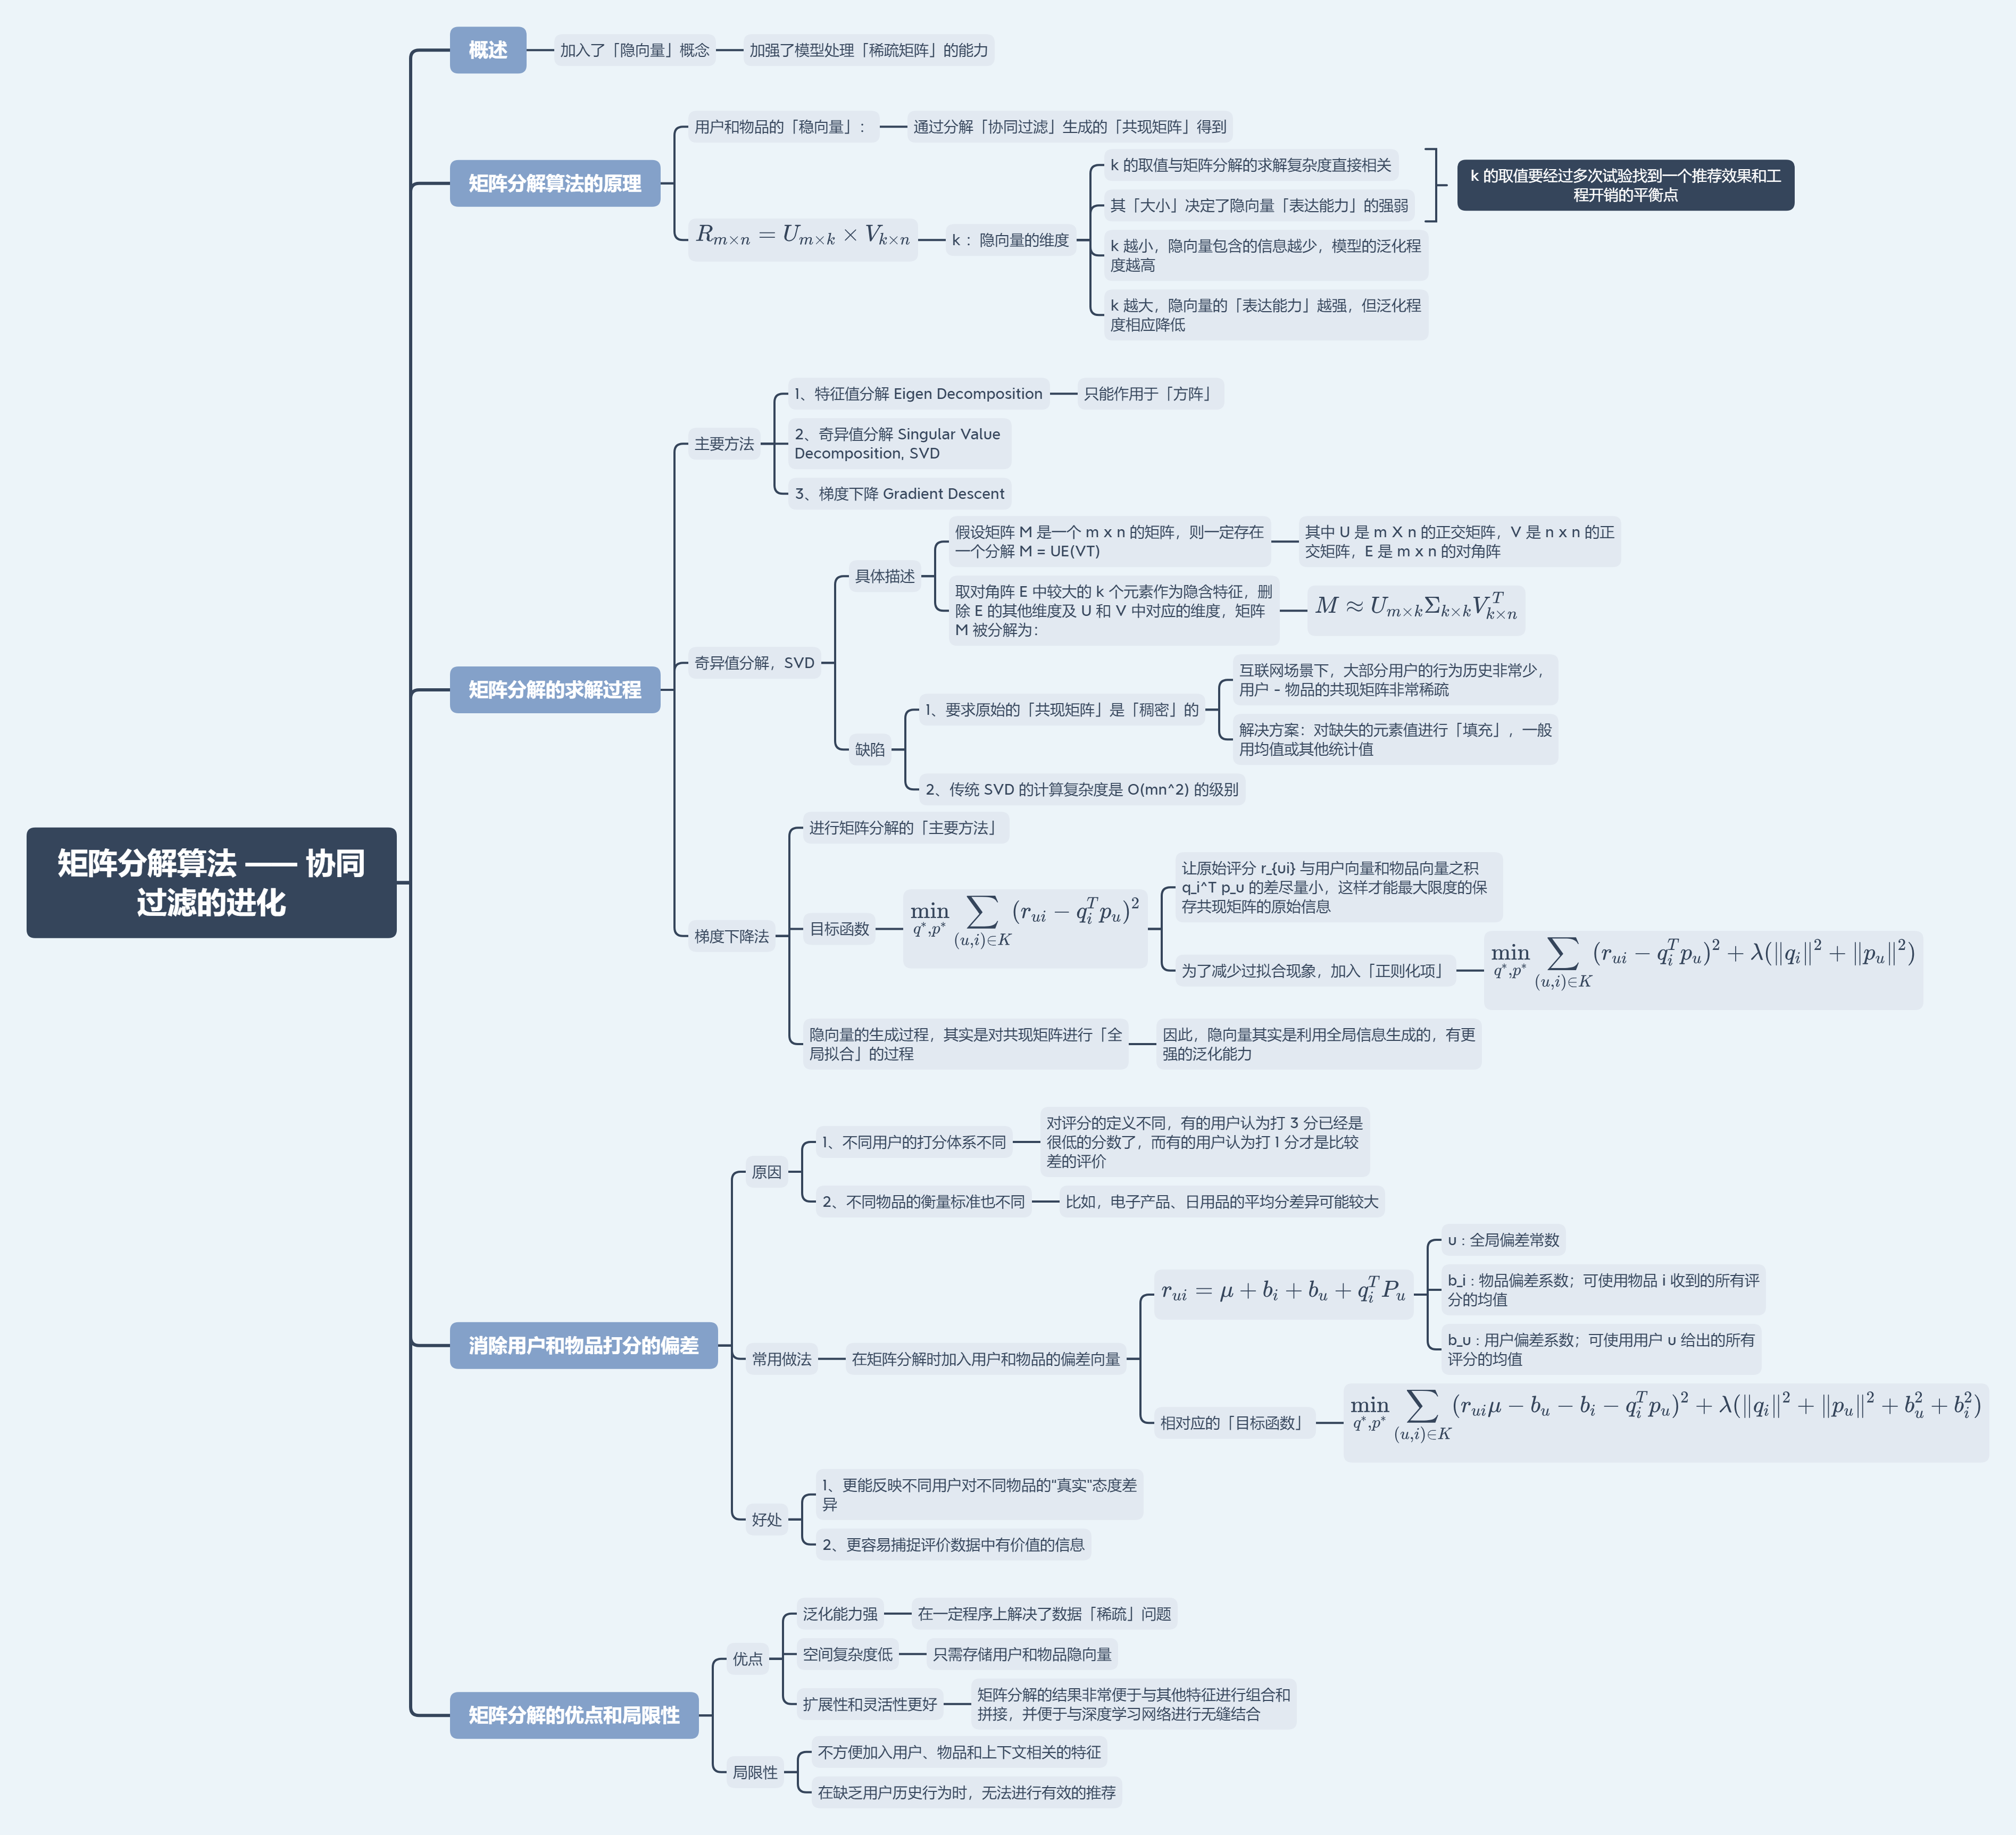 矩阵分解算法 —— 协同
过滤的进化
概述
加入了「隐向量」概念
加强了模型处理「稀疏矩阵」的能力
矩阵分解算法的原理
用户和物品的「稳向量」：
通过分解「协同过滤」生成的「共现矩阵」得到
R_{m×n} = U_{m×k} × V_{k×n}
k ：隐向量的维度
k 的取值与矩阵分解的求解复杂度直接相关
其「大小」决定了隐向量「表达能力」的强弱
k 的取值要经过多次试验找到一个推荐效果和工
程开销的平衡点
k 越小，隐向量包含的信息越少，模型的泛化程
度越高
k 越大，隐向量的「表达能力」越强，但泛化程
度相应降低
矩阵分解的求解过程
主要方法
1、特征值分解 Eigen Decomposition
只能作用于「方阵」
2、奇异值分解 Singular Value
Decomposition, SVD
3、梯度下降 Gradient Descent
奇异值分解，SVD
具体描述
假设矩阵 M 是一个 m x n 的矩阵，则一定存在
一个分解 M = UE(VT)
其中 U 是 m X n 的正交矩阵，V 是 n x n 的正
交矩阵，E 是 m x n 的对角阵
取对角阵 E 中较大的 k 个元素作为隐含特征，删
除 E 的其他维度及 U 和 V 中对应的维度，矩阵
M 被分解为：
M ≈ U_{m×k}Σ_{k×k}V^T_{k×n}
缺陷
1、要求原始的「共现矩阵」是「稠密」的
互联网场景下，大部分用户的行为历史非常少，
用户 - 物品的共现矩阵非常稀疏
解决方案：对缺失的元素值进行「填充」，一般
用均值或其他统计值
2、传统 SVD 的计算复杂度是 O(mn^2) 的级别
梯度下降法
进行矩阵分解的「主要方法」
目标函数
min_{q*,p*} ∑_{(u,i)∈K} (r_{ui} − q_i^T p_u)^2
让原始评分 r_{ui} 与用户向量和物品向量之积
q_i^T p_u 的差尽量小，这样才能最大限度的保
存共现矩阵的原始信息
为了减少过拟合现象，加入「正则化项」
min_{q*,p*} ∑_{(u,i)∈K} (r_{ui} − q_i^T p_u)^2 + λ(‖q_i‖^2 + ‖p_u‖^2)
隐向量的生成过程，其实是对共现矩阵进行「全
局拟合」的过程
因此，隐向量其实是利用全局信息生成的，有更
强的泛化能力
消除用户和物品打分的偏差
原因
1、不同用户的打分体系不同
对评分的定义不同，有的用户认为打 3 分已经是
很低的分数了，而有的用户认为打 1 分才是比较
差的评价
2、不同物品的衡量标准也不同
比如，电子产品、日用品的平均分差异可能较大
常用做法
在矩阵分解时加入用户和物品的偏差向量
r_{ui} = μ + b_i + b_u + q_i^T P_u
u : 全局偏差常数
b_i : 物品偏差系数；可使用物品 i 收到的所有评
分的均值
b_u : 用户偏差系数；可使用用户 u 给出的所有
评分的均值
相对应的「目标函数」
min_{q*,p*} ∑_{(u,i)∈K} (r_{ui}μ − b_u − b_i − q_i^T p_u)^2 + λ(‖q_i‖^2 + ‖p_u‖^2 + b_u^2 + b_i^2)
好处
1、更能反映不同用户对不同物品的"真实"态度差
异
2、更容易捕捉评价数据中有价值的信息
矩阵分解的优点和局限性
优点
泛化能力强
在一定程序上解决了数据「稀疏」问题
空间复杂度低
只需存储用户和物品隐向量
扩展性和灵活性更好
矩阵分解的结果非常便于与其他特征进行组合和
拼接，并便于与深度学习网络进行无缝结合
局限性
不方便加入用户、物品和上下文相关的特征
在缺乏用户历史行为时，无法进行有效的推荐